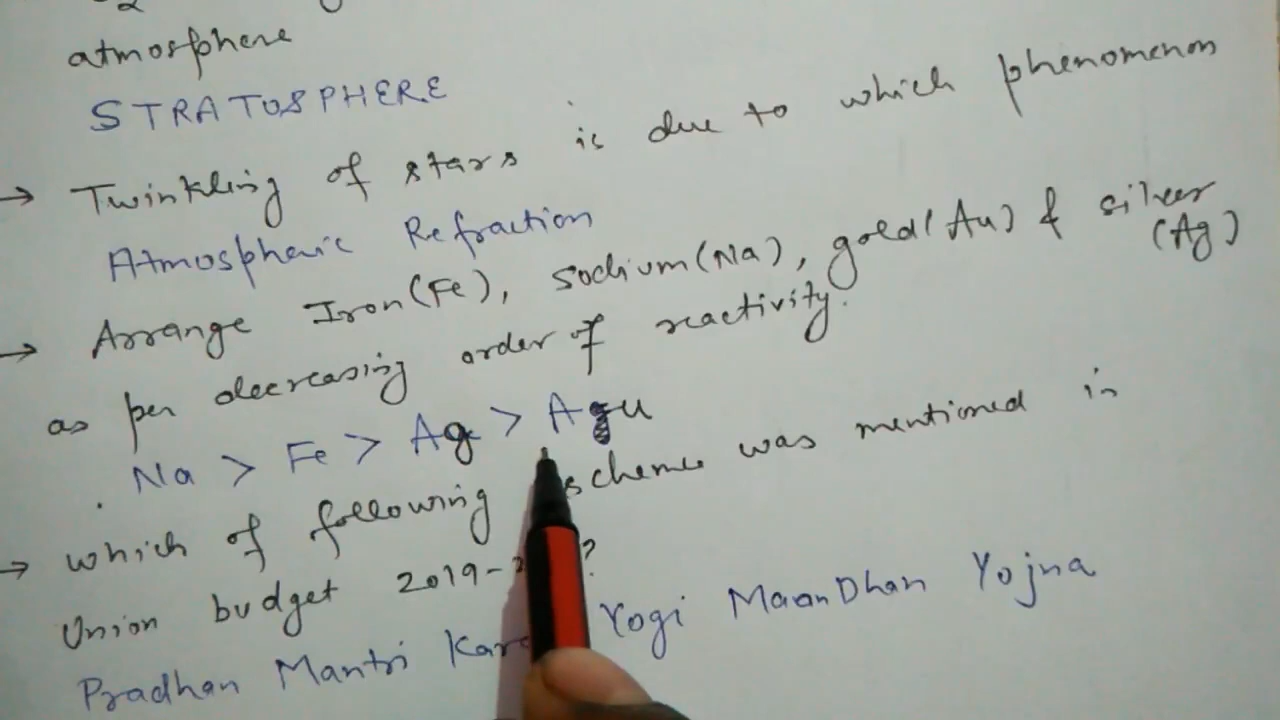 atmosphere
STRATOSPHERE
→ Twinkling of stars is due to which phenomenon
Atmospheric Refraction
→ Arrange Iron(Fe), Sodium(Na), gold(Au) & silver (Ag)
as per decreasing order of reactivity.
Na > Fe > Ag > Au
→ which of following scheme was mentioned in
Union budget 2019- ?
Pradhan Mantri Yogi MaanDhan Yojna